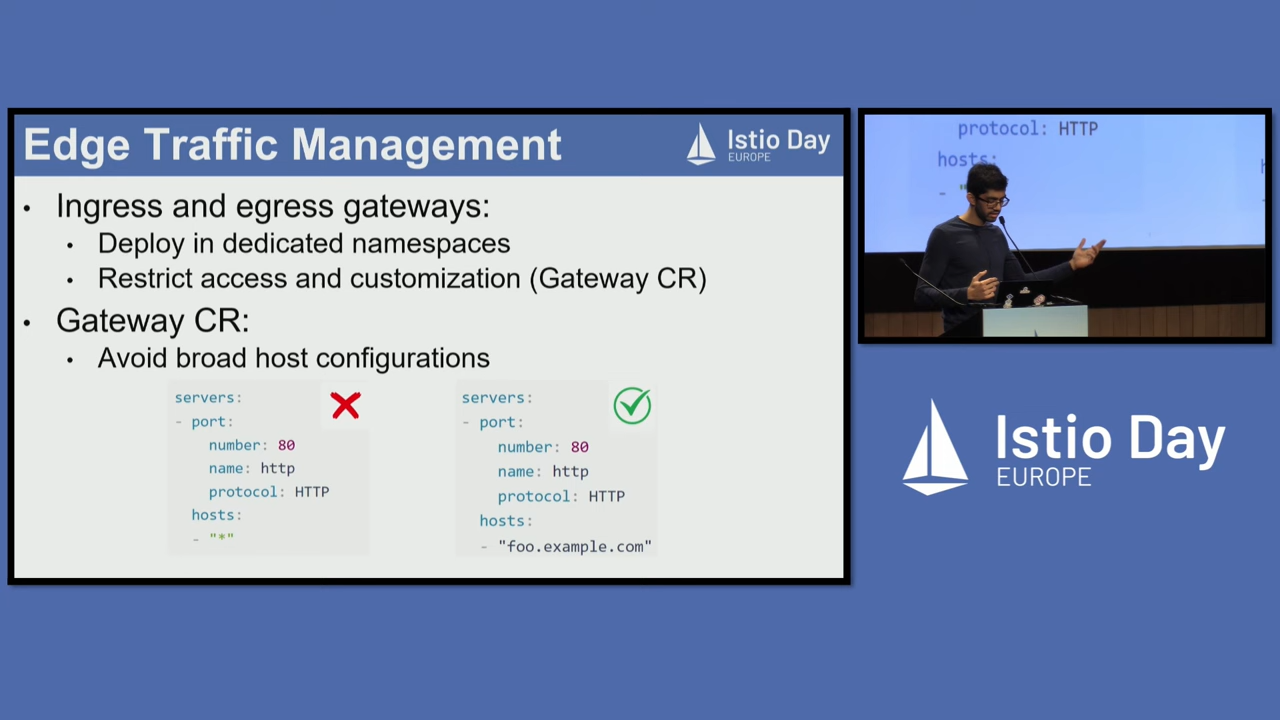 Edge Traffic Management
Istio Day
EUROPE
• Ingress and egress gateways:
• Deploy in dedicated namespaces
• Restrict access and customization (Gateway CR)
• Gateway CR:
• Avoid broad host configurations
servers:
- port:
number: 80
name: http
protocol: HTTP
hosts:
- "*"
servers:
- port:
number: 80
name: http
protocol: HTTP
hosts:
- "foo.example.com"
protocol: HTTP
hosts:
- "
Istio Day
EUROPE